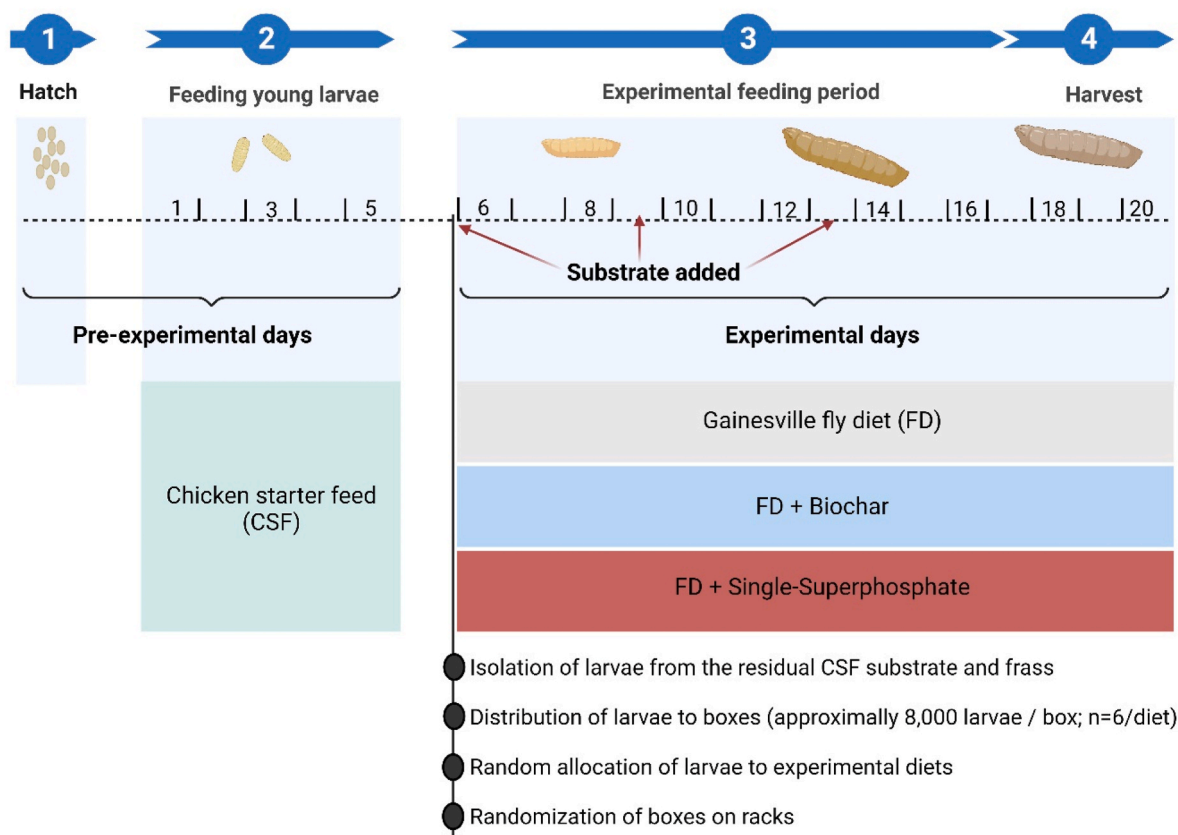 1 2 3 4
Hatch Feeding young larvae Experimental feeding period Harvest
1 3 5 6 8 10 12 14 16 18 20
Substrate added
Pre-experimental days Experimental days
Chicken starter feed
(CSF)
Gainesville fly diet (FD)
FD + Biochar
FD + Single-Superphosphate
Isolation of larvae from the residual CSF substrate and frass
Distribution of larvae to boxes (approximally 8,000 larvae / box; n=6/diet)
Random allocation of larvae to experimental diets
Randomization of boxes on racks